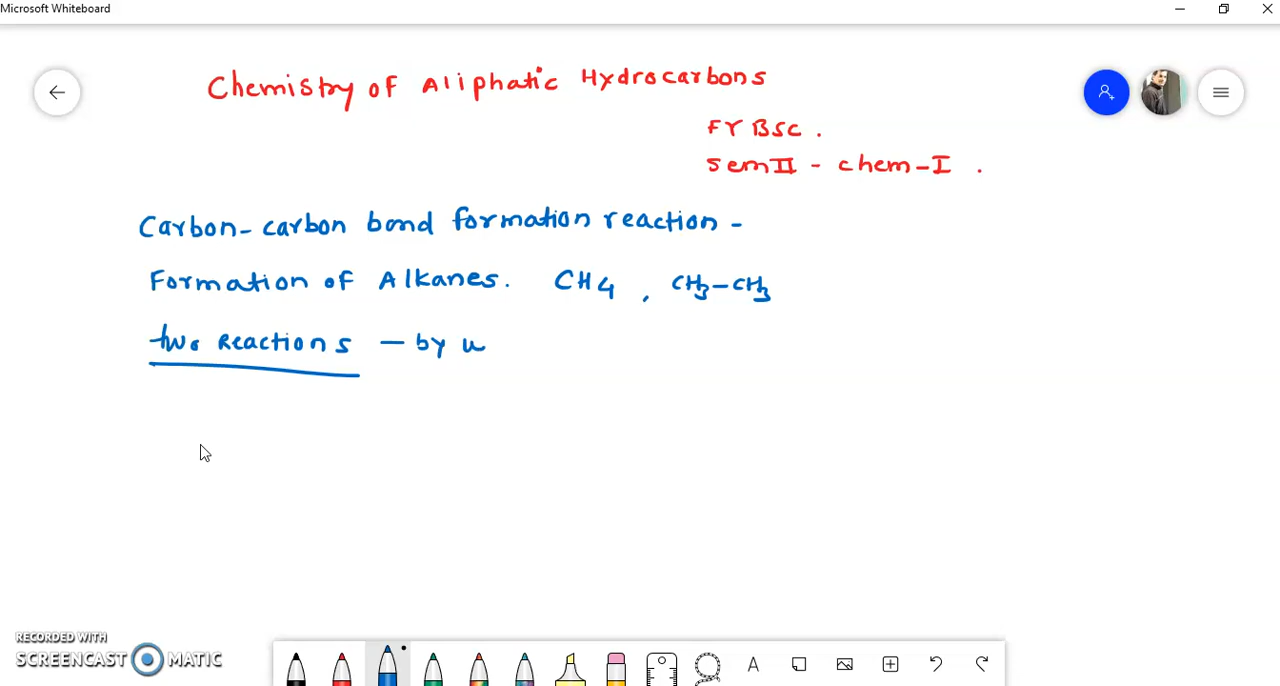 Microsoft Whiteboard
Chemistry of Aliphatic Hydrocarbons
FY BSc.
Sem II - chem-I.
Carbon-carbon bond formation reaction -
Formation of Alkanes. CH4, CH3-CH3
two Reactions - by u
RECORDED WITH
SCREENCAST MATIC
A